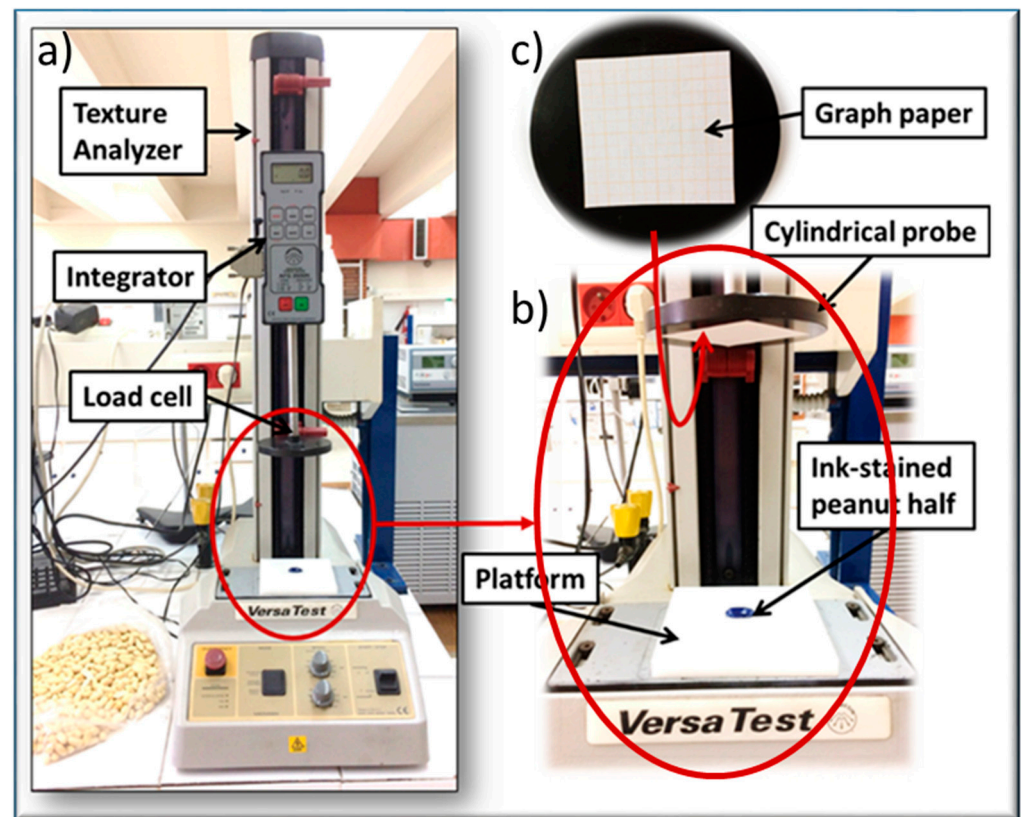 a)
Texture
Analyzer
Integrator
Load cell
VersaTest
c)
Graph paper
Cylindrical probe
b)
Ink-stained
peanut half
Platform
VersaTest